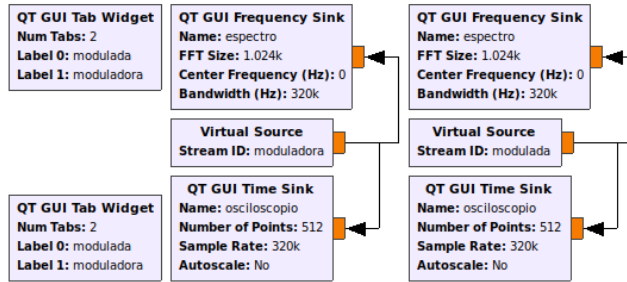 QT GUI Tab Widget
Num Tabs: 2
Label 0: modulada
Label 1: moduladora
QT GUI Frequency Sink
Name: espectro
FFT Size: 1.024k
Center Frequency (Hz): 0
Bandwidth (Hz): 320k
QT GUI Frequency Sink
Name: espectro
FFT Size: 1.024k
Center Frequency (Hz): 0
Bandwidth (Hz): 320k
Virtual Source
Stream ID: moduladora
Virtual Source
Stream ID: modulada
QT GUI Tab Widget
Num Tabs: 2
Label 0: modulada
Label 1: moduladora
QT GUI Time Sink
Name: osciloscopio
Number of Points: 512
Sample Rate: 320k
Autoscale: No
QT GUI Time Sink
Name: osciloscopio
Number of Points: 512
Sample Rate: 320k
Autoscale: No